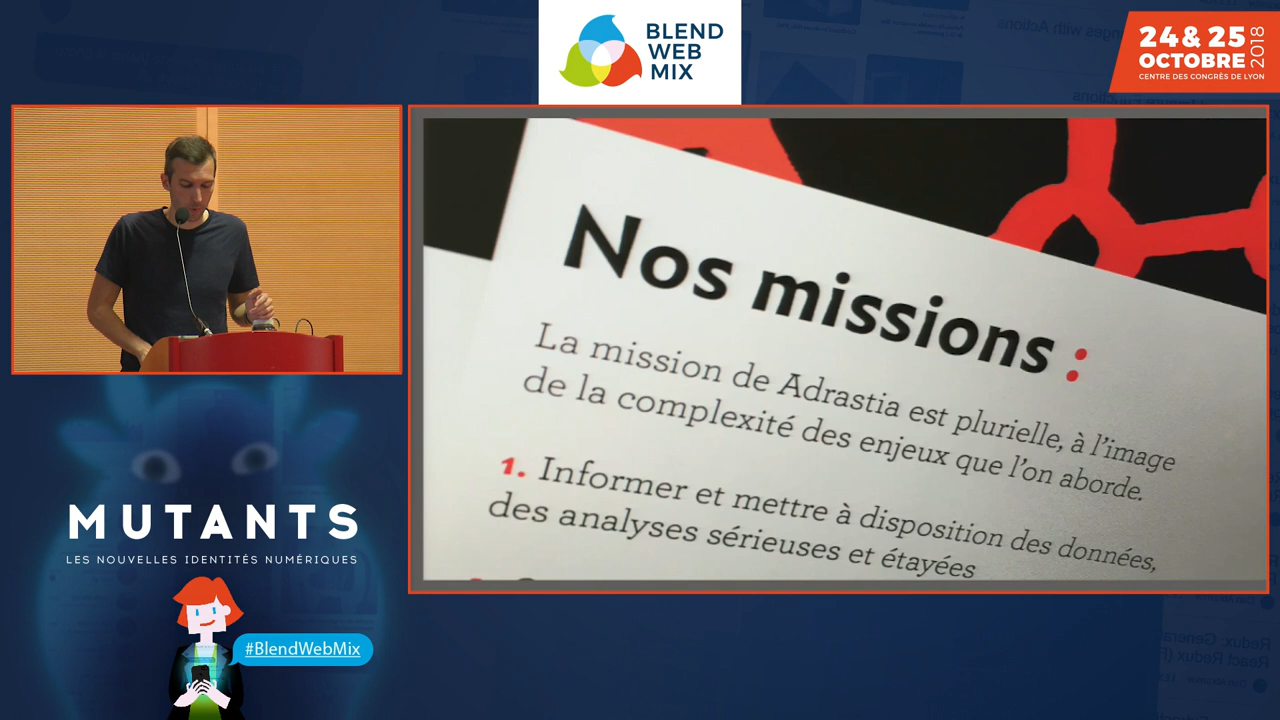 BLEND
WEB
MIX
24 & 25
OCTOBRE
2018
CENTRE DES CONGRÈS DE LYON
Nos missions :
La mission de Adrastia est plurielle, à l'image
de la complexité des enjeux que l'on aborde.
1. Informer et mettre à disposition des données,
des analyses sérieuses et étayées
MUTANTS
LES NOUVELLES IDENTITÉS NUMÉRIQUES
#BlendWebMix